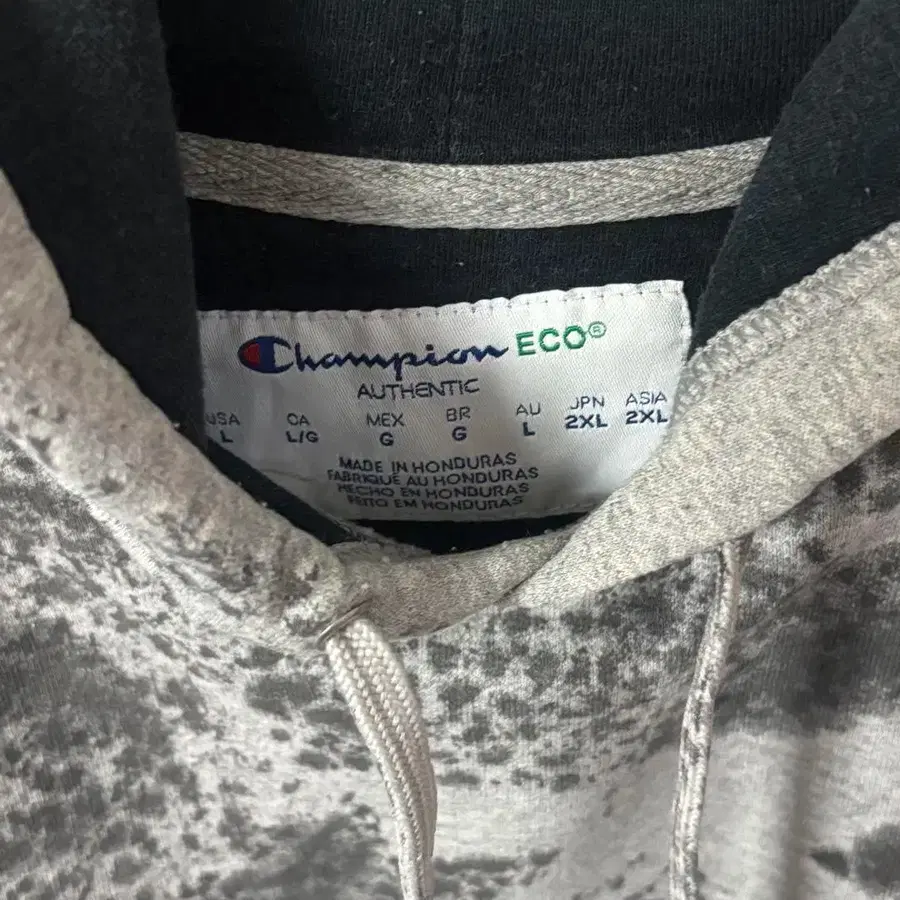 Champion ECO®
AUTHENTIC
USA CA MEX BR AU JPN ASIA
L L/G G G L 2XL 2XL
MADE IN HONDURAS
FABRIQUÉ AU HONDURAS
HECHO EN HONDURAS
FEITO EM HONDURAS